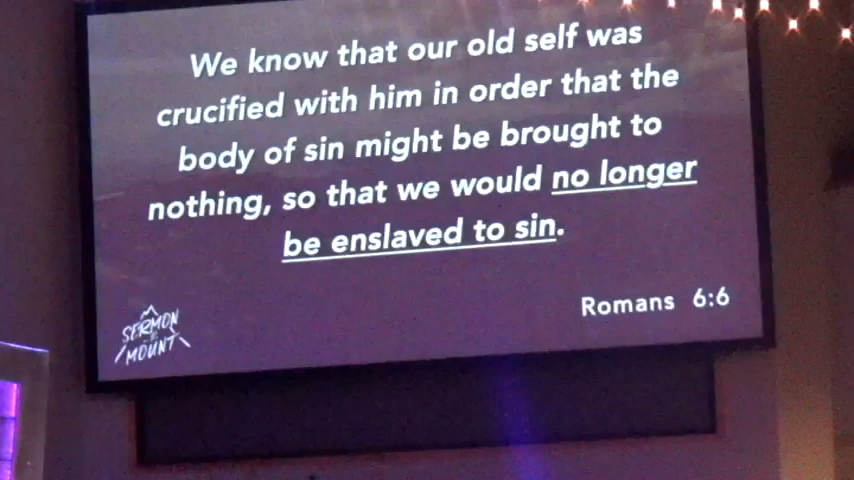 We know that our old self was
crucified with him in order that the
body of sin might be brought to
nothing, so that we would no longer
be enslaved to sin.
Romans 6:6
SERMON
MOUNT